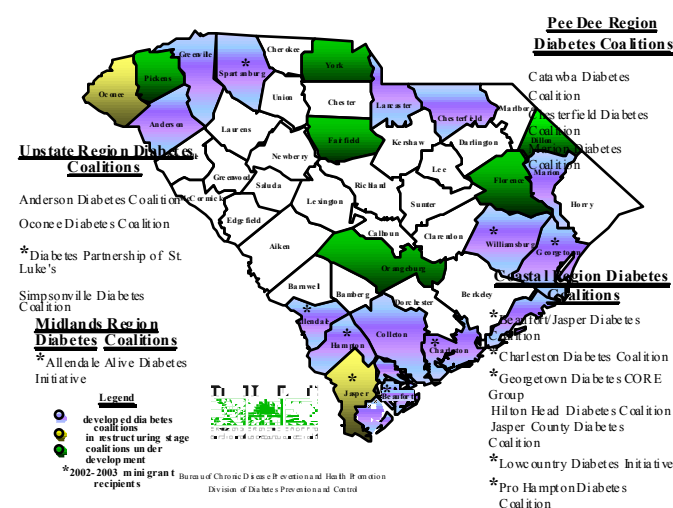 Pee Dee Region
Diabetes Coalitions
Catawba Diabetes
Coalition
Chesterfield Diabetes
Coalition
Marion Diabetes
Coalition
Upstate Region Diabetes
Coalitions
Anderson Diabetes Coalition
Oconee Diabetes Coalition
*Diabetes Partnership of St.
Luke's
Simpsonville Diabetes
Coalition
Midlands Region
Diabetes Coalitions
*Allendale Alive Diabetes
Initiative
Legend
developed diabetes
coalitions
in restructuring stage
coalitions under
development
*2002-2003 mini grant
recipients
Cherokee
Greenville
*
Spartanburg
York
Pickens
Oconee
Union
Chester
Lancaster
Chesterfield
Marlboro
Anderson
Laurens
Fairfield
Kershaw
Darlington
Dillon
Newberry
Lee
Marion
Greenwood
Saluda
Richland
Florence
McCormick
Lexington
Sumter
Horry
Edgefield
Calhoun
Clarendon
*
Williamsburg
*
Georgetown
Aiken
Orangeburg
Barnwell
Bamberg
Dorchester
Berkeley
*
Allendale
*
Hampton
Colleton
*
Charleston
*
Jasper
*
Beaufort
Coastal Region Diabetes
Coalitions
*Beaufort/Jasper Diabetes
Coalition
*Charleston Diabetes Coalition
*Georgetown Diabetes CORE
Group
Hilton Head Diabetes Coalition
Jasper County Diabetes
Coalition
*Lowcountry Diabetes Initiative
*Pro Hampton Diabetes
Coalition
Bureau of Chronic Disease Prevention and Health Promotion
Division of Diabetes Prevention and Control